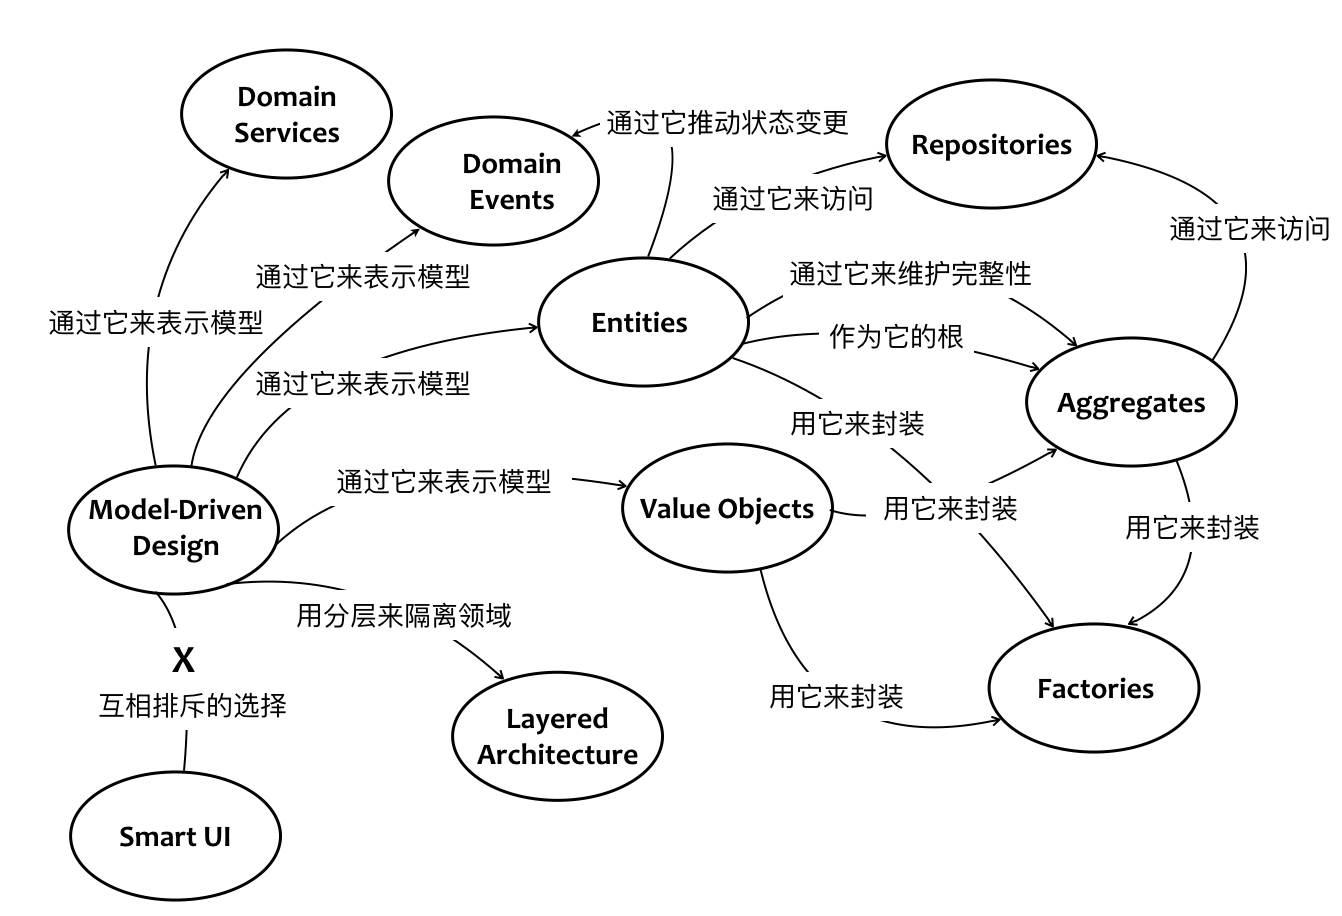 Domain
Services
通过它推动状态变更
Repositories
Domain
Events
通过它来访问
通过它来访问
通过它来表示模型
通过它来维护完整性
通过它来表示模型
Entities
作为它的根
通过它来表示模型
Aggregates
用它来封装
通过它来表示模型
Model-Driven
Design
Value Objects
用它来封装
用它来封装
用分层来隔离领域
X
互相排斥的选择
用它来封装
Factories
Layered
Architecture
Smart UI